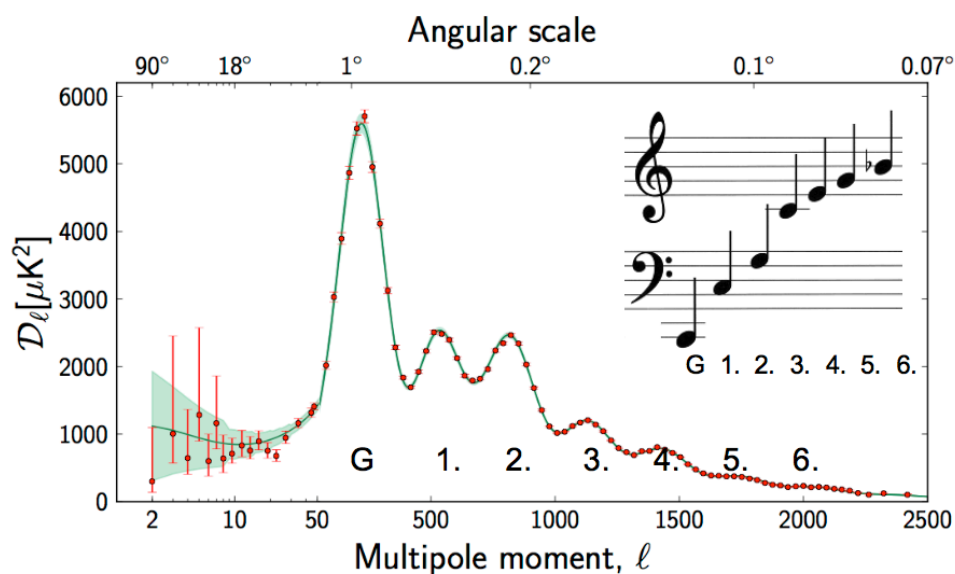 Angular scale
90° 18° 1° 0.2° 0.1° 0.07°
6000
5000
4000
3000
2000
1000
0
𝒟ℓ[μK²]
G 1. 2. 3. 4. 5. 6.
G 1. 2. 3. 4. 5. 6.
2 10 50 500 1000 1500 2000 2500
Multipole moment, ℓ